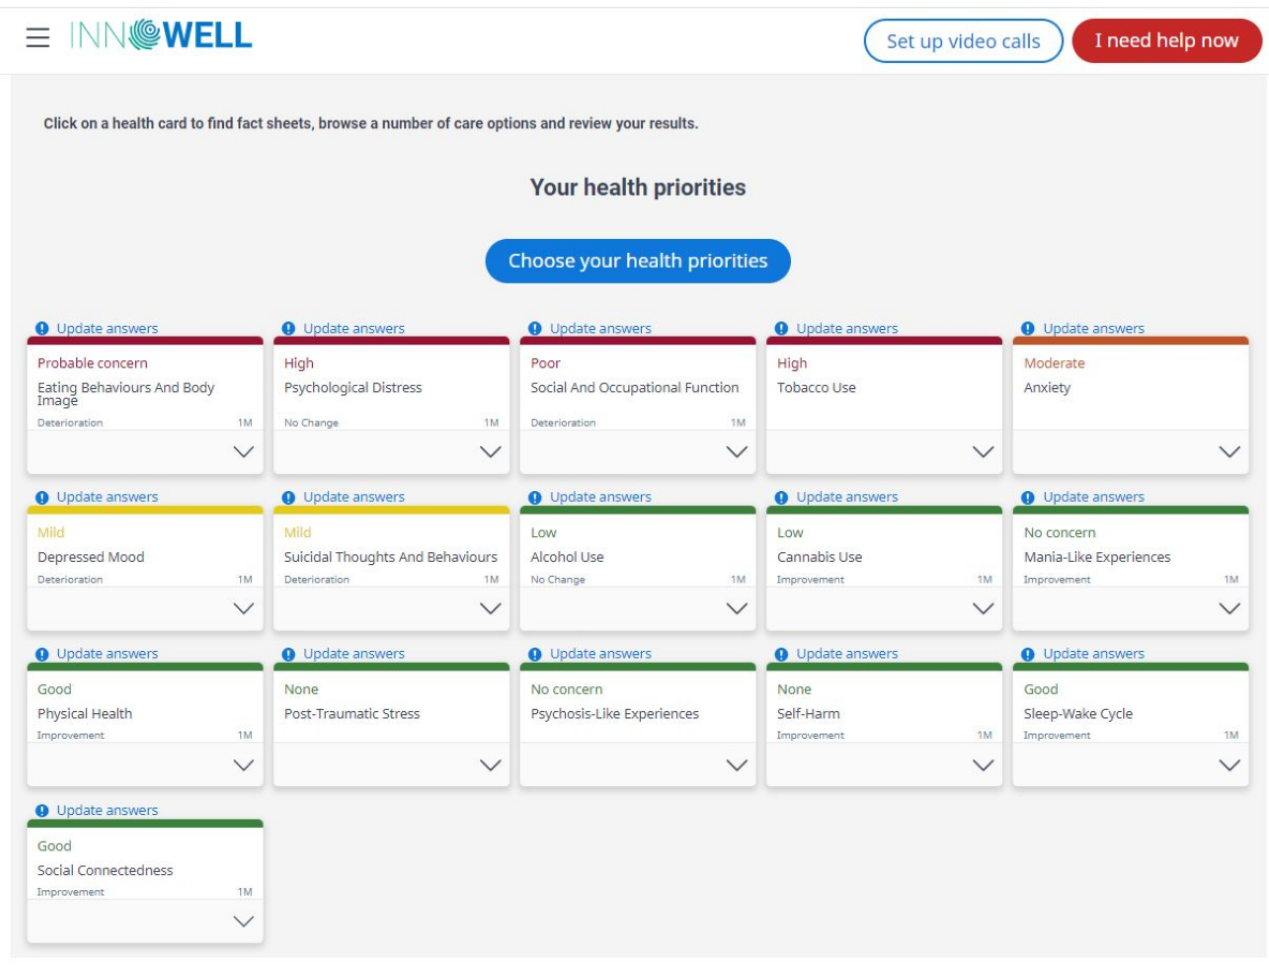 INNOWELL
Set up video calls
I need help now
Click on a health card to find fact sheets, browse a number of care options and review your results.
Your health priorities
Choose your health priorities
Update answers
Probable concern
Eating Behaviours And Body
Image
Deterioration 1M
Update answers
High
Psychological Distress
No Change 1M
Update answers
Poor
Social And Occupational Function
Deterioration 1M
Update answers
High
Tobacco Use
Update answers
Moderate
Anxiety
Update answers
Mild
Depressed Mood
Deterioration 1M
Update answers
Mild
Suicidal Thoughts And Behaviours
Deterioration 1M
Update answers
Low
Alcohol Use
No Change 1M
Update answers
Low
Cannabis Use
Improvement 1M
Update answers
No concern
Mania-Like Experiences
Improvement 1M
Update answers
Good
Physical Health
Improvement 1M
Update answers
None
Post-Traumatic Stress
Update answers
No concern
Psychosis-Like Experiences
Update answers
None
Self-Harm
Improvement 1M
Update answers
Good
Sleep-Wake Cycle
Improvement 1M
Update answers
Good
Social Connectedness
Improvement 1M